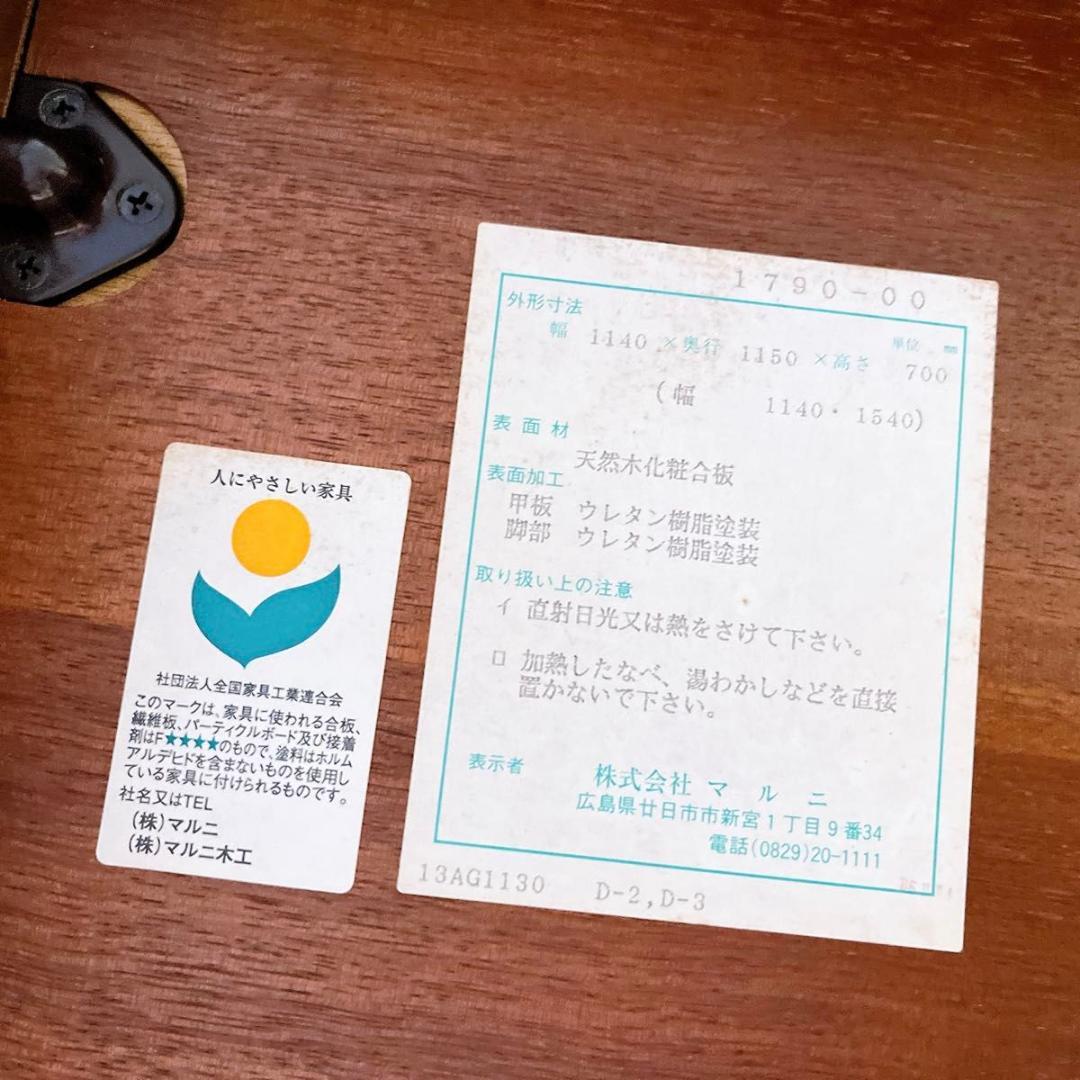 人にやさしい家具
社団法人全国家具工業連合会
このマークは、家具に使われる合板、
繊維板、パーティクルボード及び接着
剤はF★★★★のもので、塗料はホルム
アルデヒドを含まないものを使用し
ている家具に付けられるものです。
社名又はTEL
(株)マルニ
(株)マルニ木工
1790-00
外形寸法
単位 mm
幅 1140 ×奥行 1150 ×高さ 700
(幅 1140・1540)
表面材
天然木化粧合板
表面加工
甲板 ウレタン樹脂塗装
脚部 ウレタン樹脂塗装
取り扱い上の注意
イ 直射日光又は熱をさけて下さい。
ロ 加熱したなべ、湯わかしなどを直接
置かないで下さい。
表示者
株式会社 マルニ
広島県廿日市市新宮1丁目9番34
電話(0829)20-1111
13AG1130 D-2,D-3